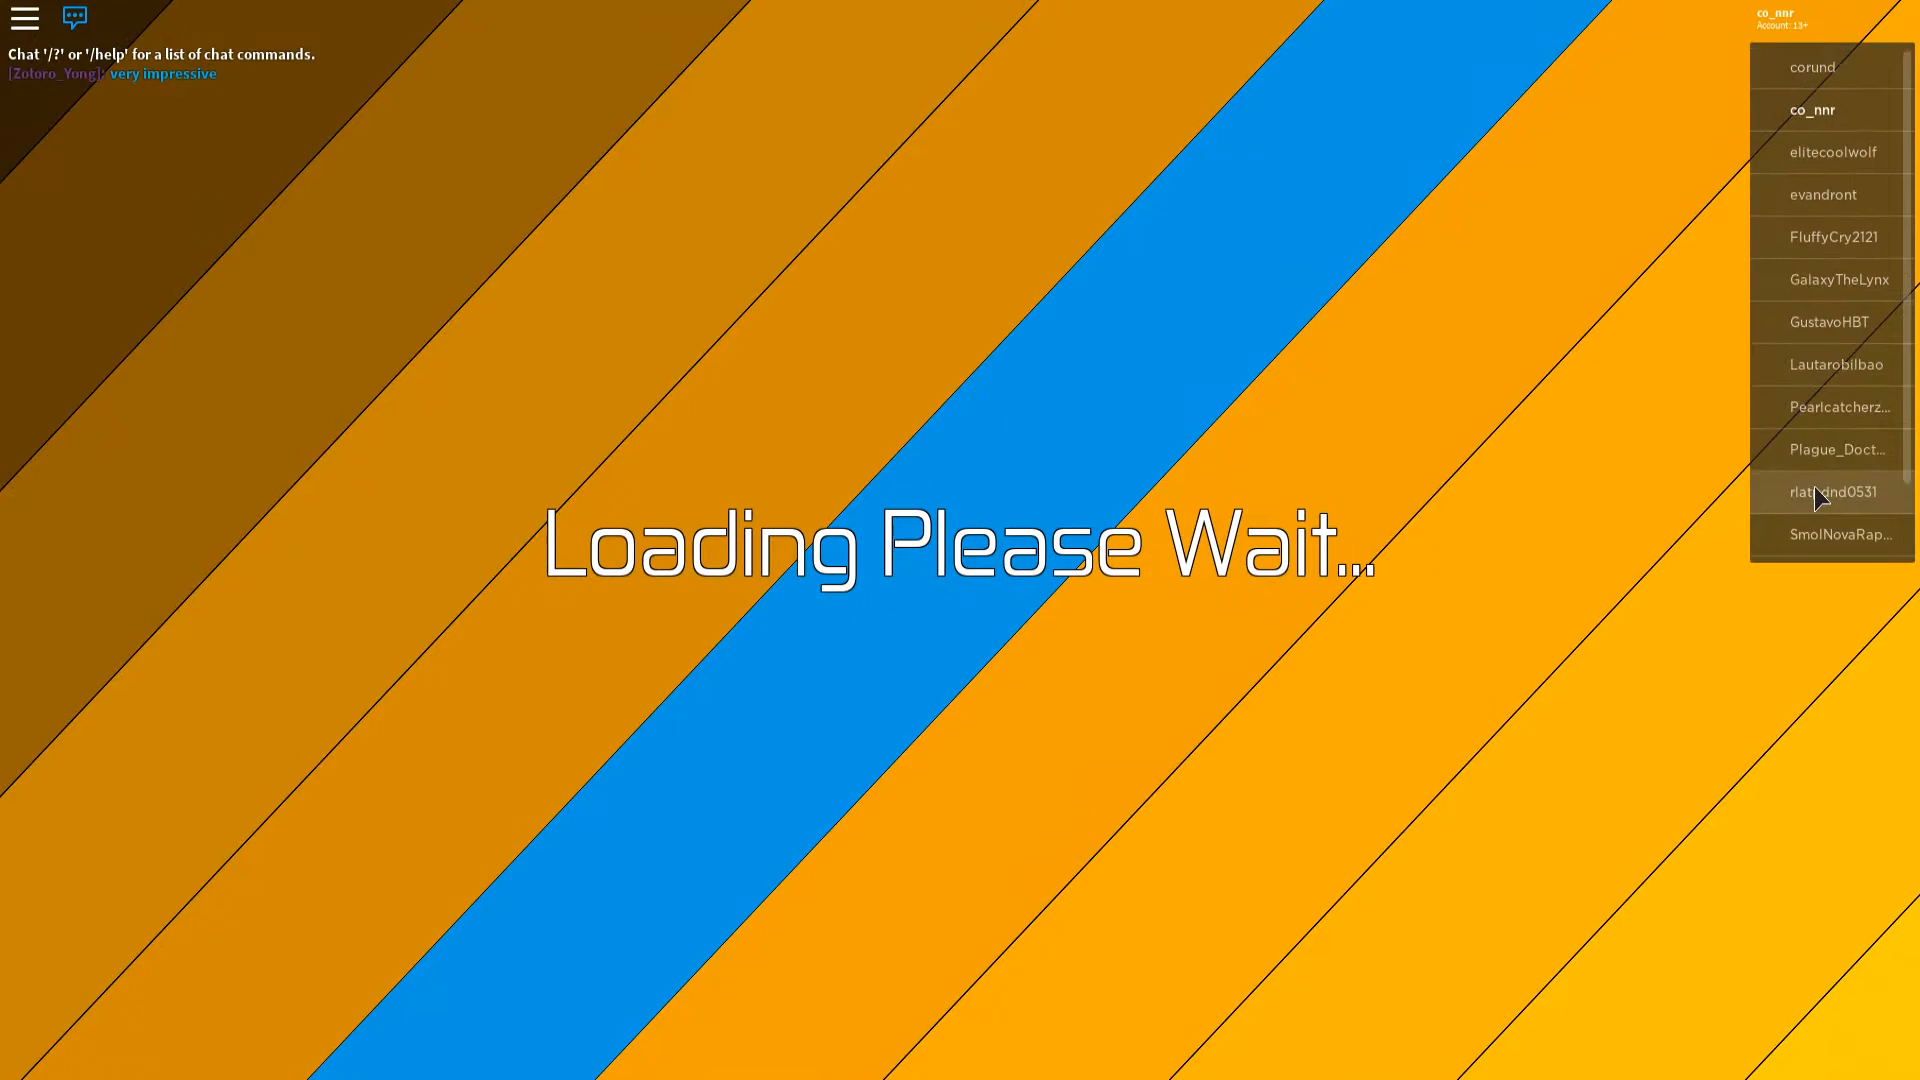 Chat '/?' or '/help' for a list of chat commands.
[Zotoro_Yong]: very impressive
co_nnr
Account: 13+
corund
co_nnr
elitecoolwolf
evandront
FluffyCry2121
GalaxyTheLynx
GustavoHBT
Lautarobilbao
Pearlcatcherz...
Plague_Doct...
SmolNovaRap...
Loading Please Wait...